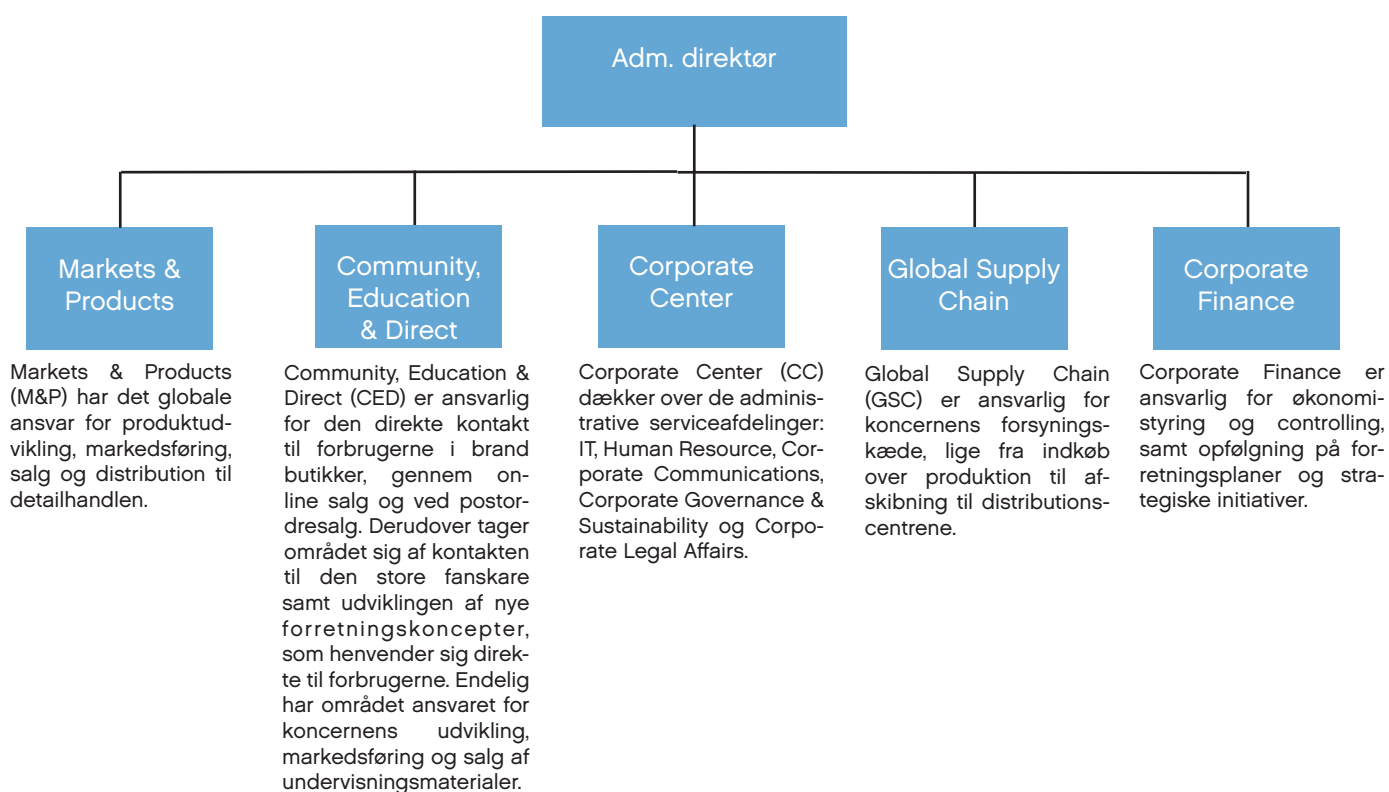 Adm. direktør
Markets &
Products
Community,
Education
& Direct
Corporate
Center
Global Supply
Chain
Corporate
Finance
Markets & Products
(M&P) har det globale
ansvar for produktud-
vikling, markedsføring,
salg og distribution til
detailhandlen.
Community, Education &
Direct (CED) er ansvarlig
for den direkte kontakt
til forbrugerne i brand
butikker, gennem on-
line salg og ved postor-
dresalg. Derudover tager
området sig af kontakten
til den store fanskare
samt udviklingen af nye
forretningskoncepter,
som henvender sig direk-
te til forbrugerne. Endelig
har området ansvaret for
koncernens udvikling,
markedsføring og salg af
undervisningsmaterialer.
Corporate Center (CC)
dækker over de adminis-
trative serviceafdelinger:
IT, Human Resource, Cor-
porate Communications,
Corporate Governance &
Sustainability og Corpo-
rate Legal Affairs.
Global Supply Chain
(GSC) er ansvarlig for
koncernens forsynings-
kæde, lige fra indkøb
over produktion til af-
skibning til distributions-
centrene.
Corporate Finance er
ansvarlig for økonomi-
styring og controlling,
samt opfølgning på for-
retningsplaner og stra-
tegiske initiativer.